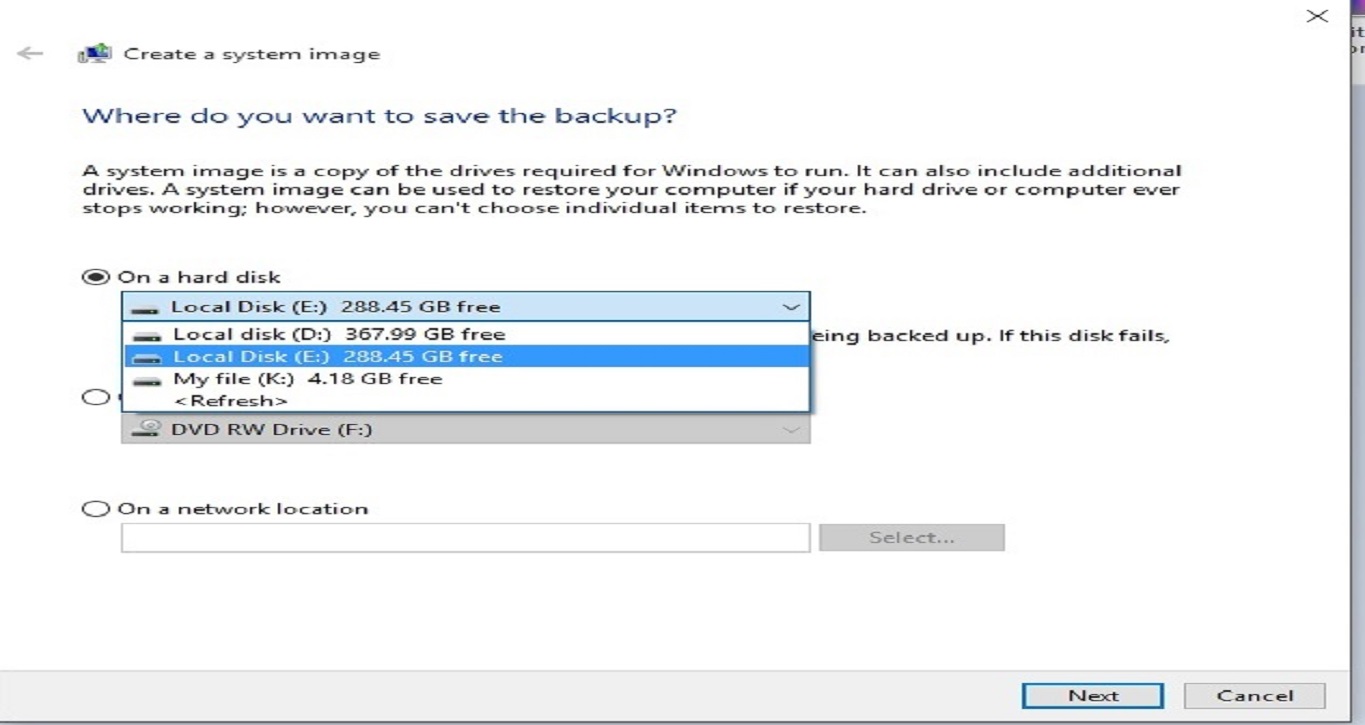 Create a system image
Where do you want to save the backup?
A system image is a copy of the drives required for Windows to run. It can also include additional
drives. A system image can be used to restore your computer if your hard drive or computer ever
stops working; however, you can't choose individual items to restore.
On a hard disk
Local Disk (E:) 288.45 GB free
Local disk (D:) 367.99 GB free
eing backed up. If this disk fails,
Local Disk (E:) 288.45 GB free
My file (K:) 4.18 GB free
<Refresh>
DVD RW Drive (F:)
On a network location
Select...
Next
Cancel